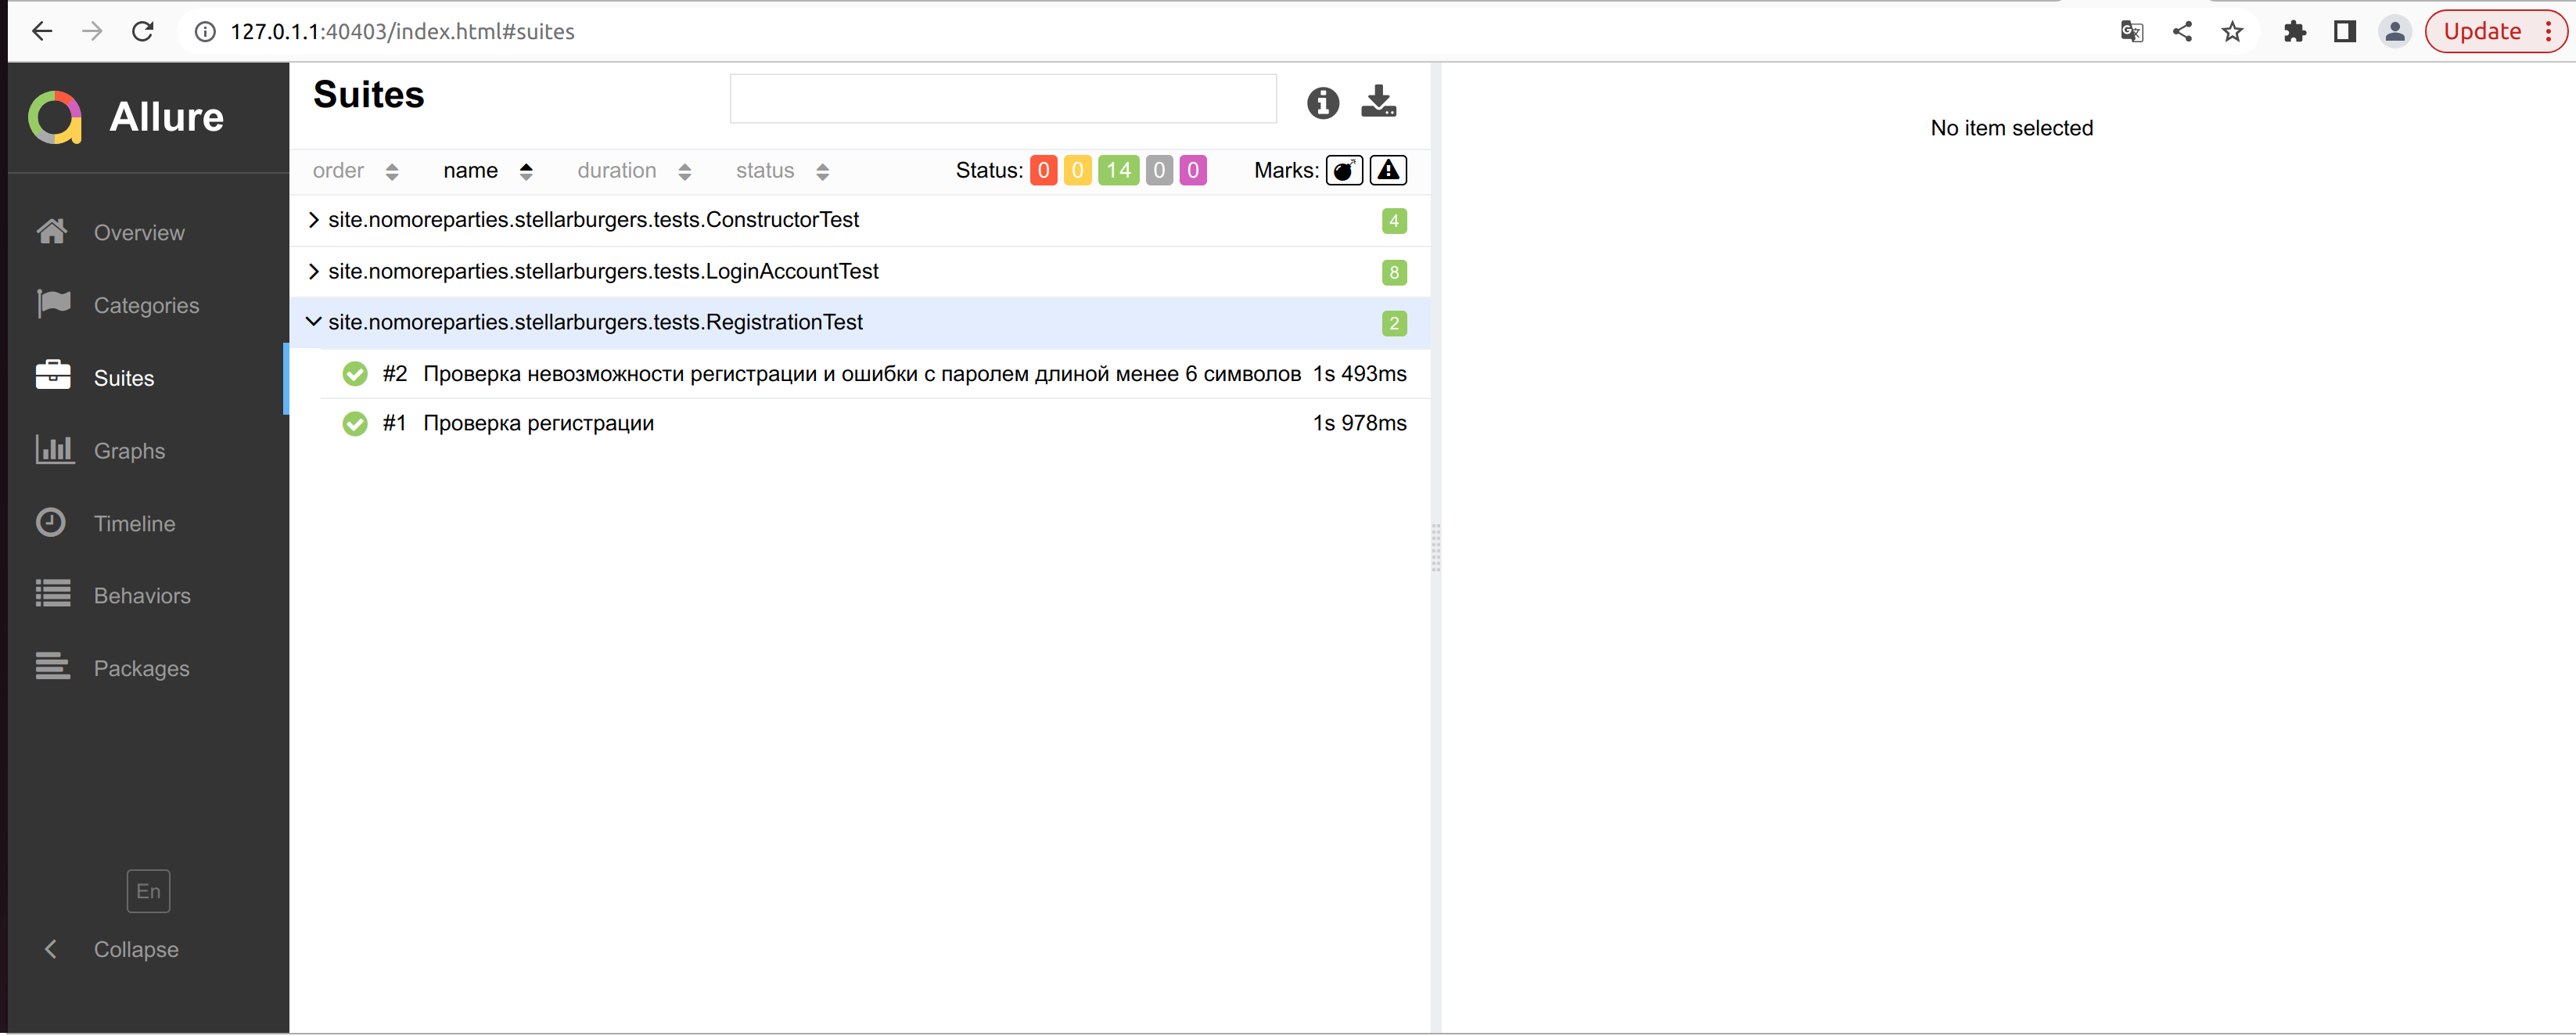 127.0.1.1:40403/index.html#suites
Update
Allure
Overview
Categories
Suites
Graphs
Timeline
Behaviors
Packages
En
Collapse
Suites
order name duration status Status: 0 0 14 0 0 Marks:
site.nomoreparties.stellarburgers.tests.ConstructorTest 4
site.nomoreparties.stellarburgers.tests.LoginAccountTest 8
site.nomoreparties.stellarburgers.tests.RegistrationTest 2
#2 Проверка невозможности регистрации и ошибки с паролем длиной менее 6 символов 1s 493ms
#1 Проверка регистрации 1s 978ms
No item selected